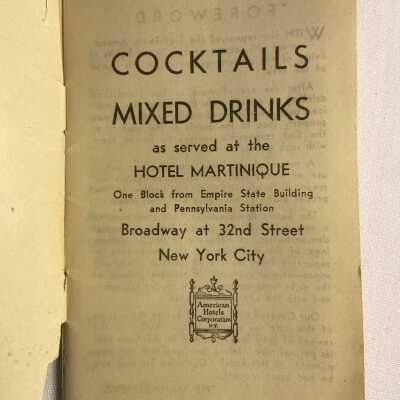 COCKTAILS
MIXED DRINKS
as served at the
HOTEL MARTINIQUE
One Block from Empire State Building
and Pennsylvania Station
Broadway at 32nd Street
New York City
American
Hotels
Corporation
N.Y.